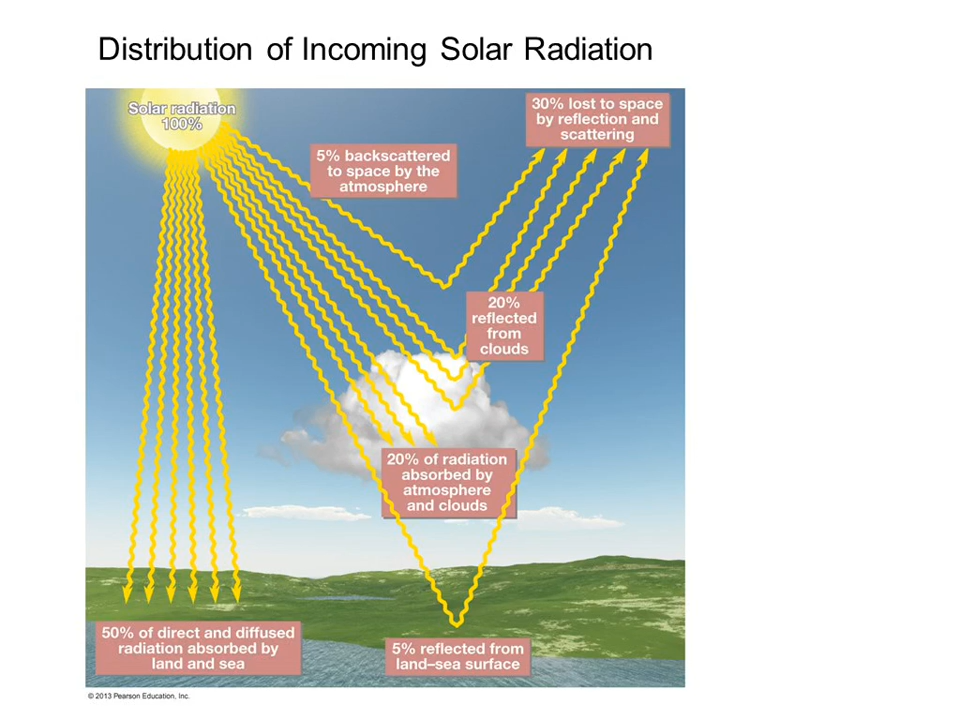 Distribution of Incoming Solar Radiation
Solar radiation
100%
30% lost to space
by reflection and
scattering
5% backscattered
to space by the
atmosphere
20%
reflected
from
clouds
20% of radiation
absorbed by
atmosphere
and clouds
50% of direct and diffused
radiation absorbed by
land and sea
5% reflected from
land–sea surface
© 2013 Pearson Education, Inc.